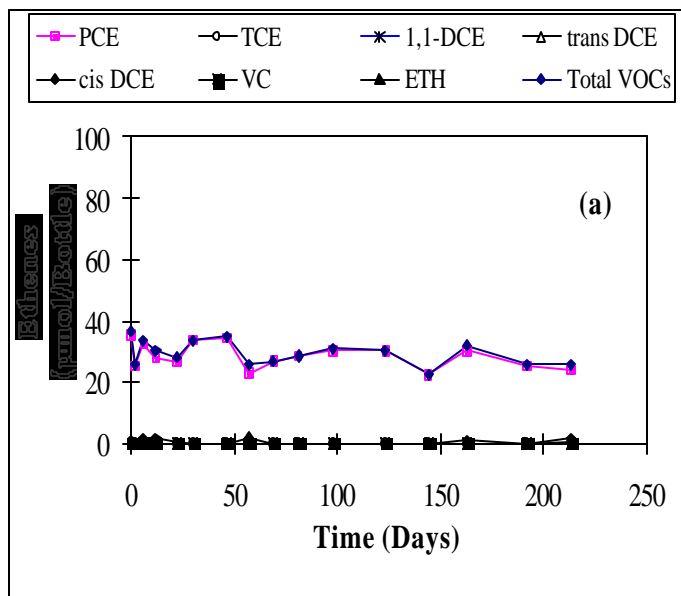 PCE TCE 1,1-DCE trans DCE
cis DCE VC ETH Total VOCs
100
80
60
40
20
0
(a)
Ethenes
(µmol/Bottle)
0 50 100 150 200 250
Time (Days)